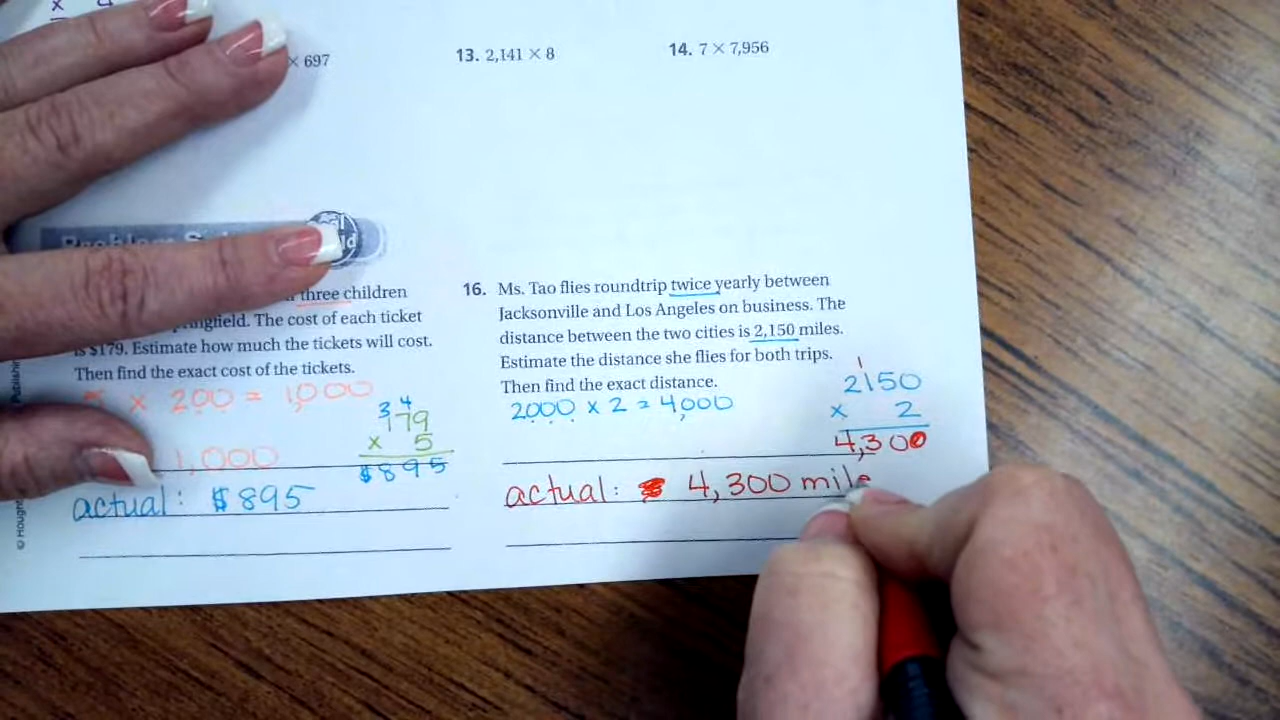 × 697
13. 2,141 × 8
14. 7 × 7,956
three children
The cost of each ticket
is $179. Estimate how much the tickets will cost.
Then find the exact cost of the tickets.
x 200 = 1,000
3 4
179
x 5
$895
1,000
actual: $895
16. Ms. Tao flies roundtrip twice yearly between
Jacksonville and Los Angeles on business. The
distance between the two cities is 2,150 miles.
Estimate the distance she flies for both trips.
Then find the exact distance.
2000 x 2 = 4,000
1
2150
x 2
4,300
actual: 4,300 mile